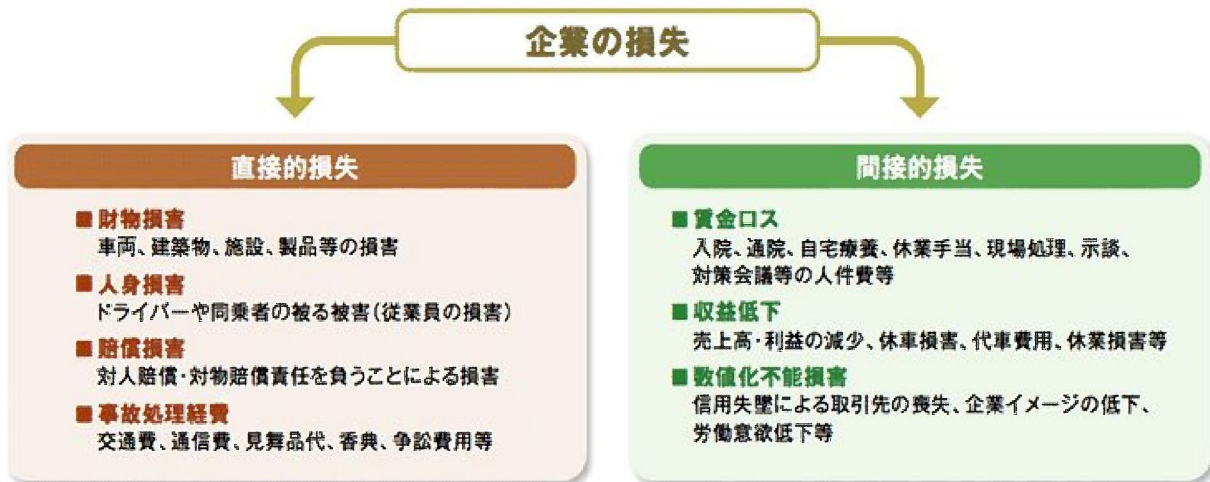 企業の損失
直接的損失
■ 財物損害
車両、建築物、施設、製品等の損害
■ 人身損害
ドライバーや同乗者の被る被害(従業員の損害)
■ 賠償損害
対人賠償・対物賠償責任を負うことによる損害
■ 事故処理経費
交通費、通信費、見舞品代、香典、争訟費用等
間接的損失
■ 賃金ロス
入院、通院、自宅療養、休業手当、現場処理、示談、
対策会議等の人件費等
■ 収益低下
売上高・利益の減少、休車損害、代車費用、休業損害等
■ 数値化不能損害
信用失墜による取引先の喪失、企業イメージの低下、
労働意欲低下等